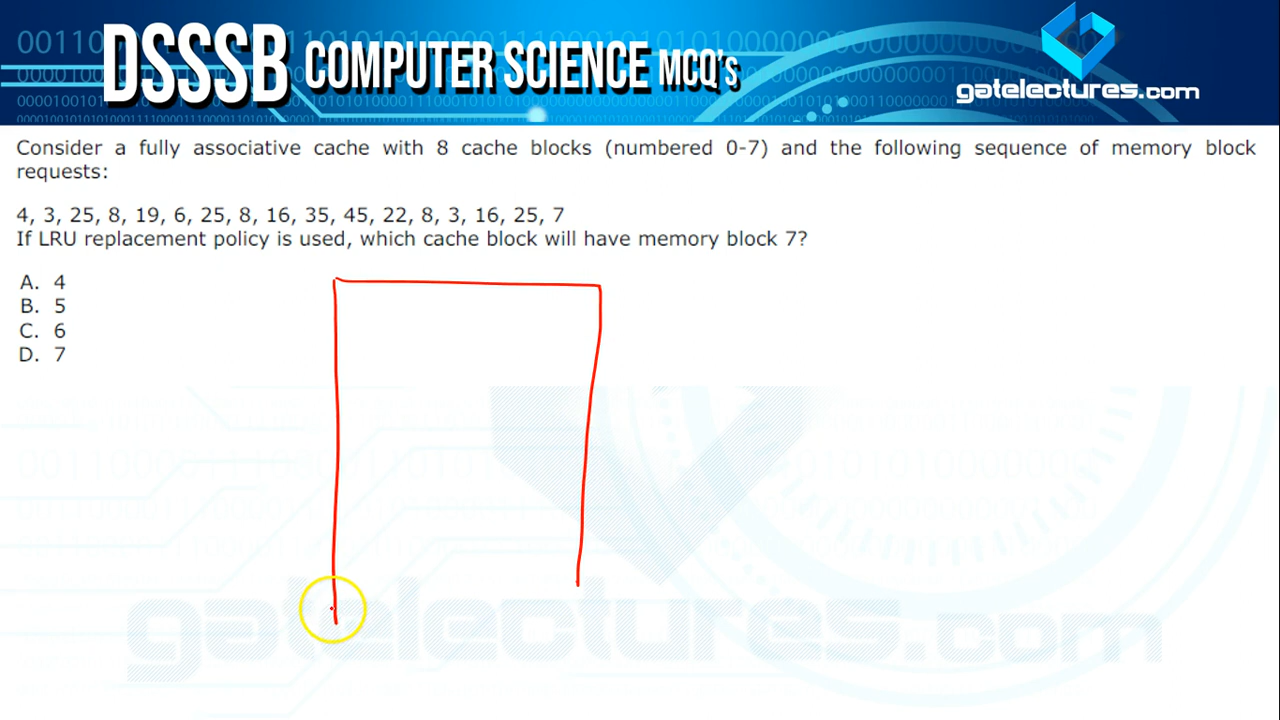 DSSSB COMPUTER SCIENCE MCQ'S
gatelectures.com
Consider a fully associative cache with 8 cache blocks (numbered 0-7) and the following sequence of memory block
requests:
4, 3, 25, 8, 19, 6, 25, 8, 16, 35, 45, 22, 8, 3, 16, 25, 7
If LRU replacement policy is used, which cache block will have memory block 7?
A. 4
B. 5
C. 6
D. 7
gatelectures.com